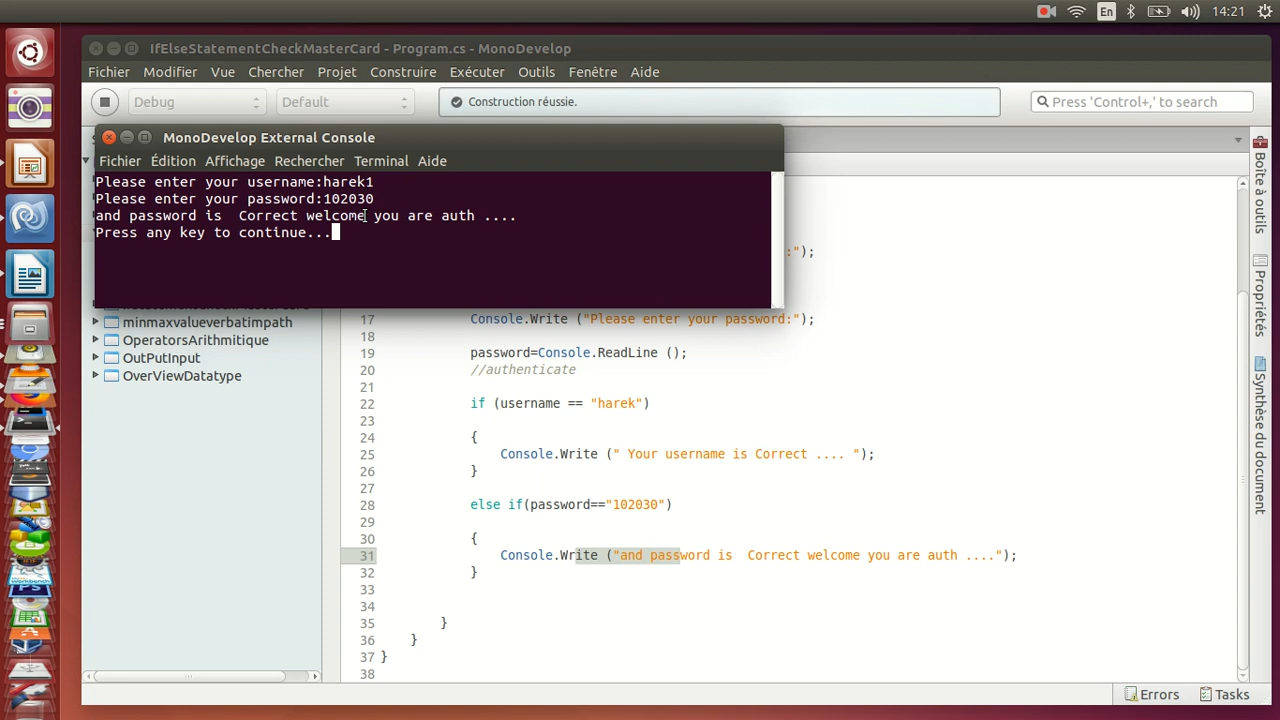 En
14:21
IfElseStatementCheckMasterCard - Program.cs - MonoDevelop
Fichier Modifier Vue Chercher Projet Construire Exécuter Outils Fenêtre Aide
Debug Default Construction réussie. Press 'Control+,' to search
MonoDevelop External Console
Fichier Édition Affichage Rechercher Terminal Aide
Please enter your username:harek1
Please enter your password:102030
and password is  Correct welcome you are auth ....
Press any key to continue...
:");
minmaxvalueverbatimpath
OperatorsArithmitique
OutPutInput
OverViewDatatype
17 Console.Write ("Please enter your password:");
18
19 password=Console.ReadLine ();
20 //authenticate
21
22 if (username == "harek")
23
24 {
25 Console.Write (" Your username is Correct .... ");
26 }
27
28 else if(password=="102030")
29
30 {
31 Console.Write ("and password is  Correct welcome you are auth ....");
32 }
33
34
35 }
36 }
37 }
38
Boîte à outils
Propriétés
Synthèse du document
Errors Tasks